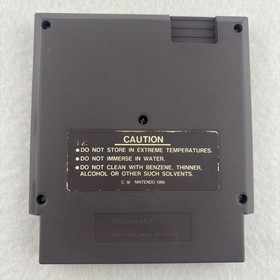 CAUTION
●DO NOT STORE IN EXTREME TEMPERATURES.
●DO NOT IMMERSE IN WATER.
●DO NOT CLEAN WITH BENZENE, THINNER,
ALCOHOL OR OTHER SUCH SOLVENTS.
NINTENDO 1985